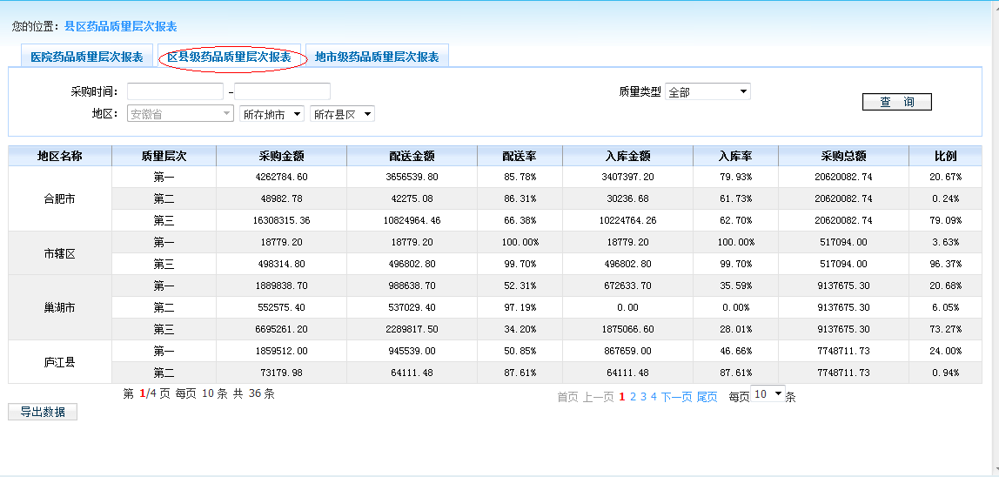 您的位置：县区药品质量层次报表
医院药品质量层次报表 区县级药品质量层次报表 地市级药品质量层次报表
采购时间： - 质量类型 全部 查 询
地区： 安徽省 所在地市 所在县区
地区名称 质量层次 采购金额 配送金额 配送率 入库金额 入库率 采购总额 比例
合肥市 第一 4262784.60 3656539.80 85.78% 3407397.20 79.93% 20620082.74 20.67%
第二 48982.78 42275.08 86.31% 30236.68 61.73% 20620082.74 0.24%
第三 16308315.36 10824964.46 66.38% 10224764.26 62.70% 20620082.74 79.09%
市辖区 第一 18779.20 18779.20 100.00% 18779.20 100.00% 517094.00 3.63%
第三 498314.80 496802.80 99.70% 496802.80 99.70% 517094.00 96.37%
巢湖市 第一 1889838.70 988638.70 52.31% 672633.70 35.59% 9137675.30 20.68%
第二 552575.40 537029.40 97.19% 0.00 0.00% 9137675.30 6.05%
第三 6695261.20 2289817.50 34.20% 1875066.60 28.01% 9137675.30 73.27%
庐江县 第一 1859512.00 945539.00 50.85% 867659.00 46.66% 7748711.73 24.00%
第二 73179.98 64111.48 87.61% 64111.48 87.61% 7748711.73 0.94%
第 1/4 页 每页 10 条 共 36 条 首页 上一页 1 2 3 4 下一页 尾页 每页 10 条
导出数据